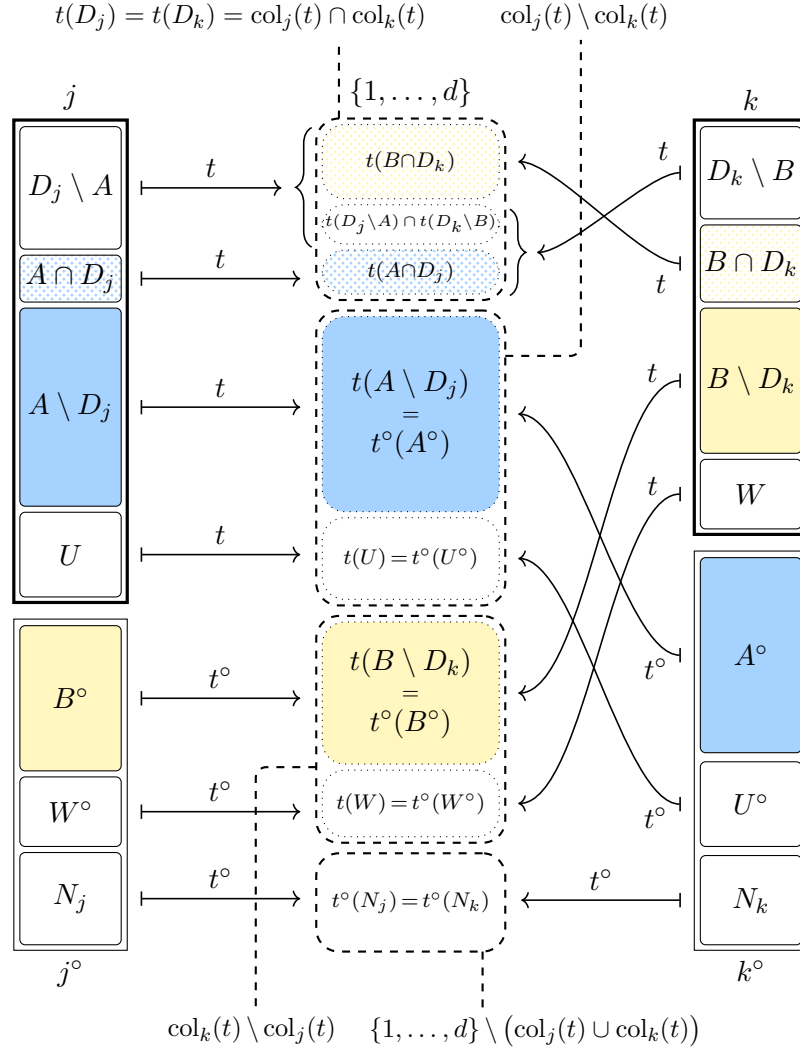 t(D_j) = t(D_k) = col_j(t) ∩ col_k(t)
col_j(t) \ col_k(t)
{1, . . . , d}
j
D_j \ A
A ∩ D_j
A \ D_j
U
B°
W°
N_j
j°
t
t
t
t
t°
t°
t°
t(B∩D_k)
t(D_j\A)∩t(D_k\B)
t(A∩D_j)
t(A \ D_j)
=
t°(A°)
t(U) = t°(U°)
t(B \ D_k)
=
t°(B°)
t(W) = t°(W°)
t°(N_j) = t°(N_k)
t
t
t
t
t°
t°
t°
k
D_k \ B
B ∩ D_k
B \ D_k
W
A°
U°
N_k
k°
col_k(t) \ col_j(t)
{1, . . . , d} \ (col_j(t) ∪ col_k(t))